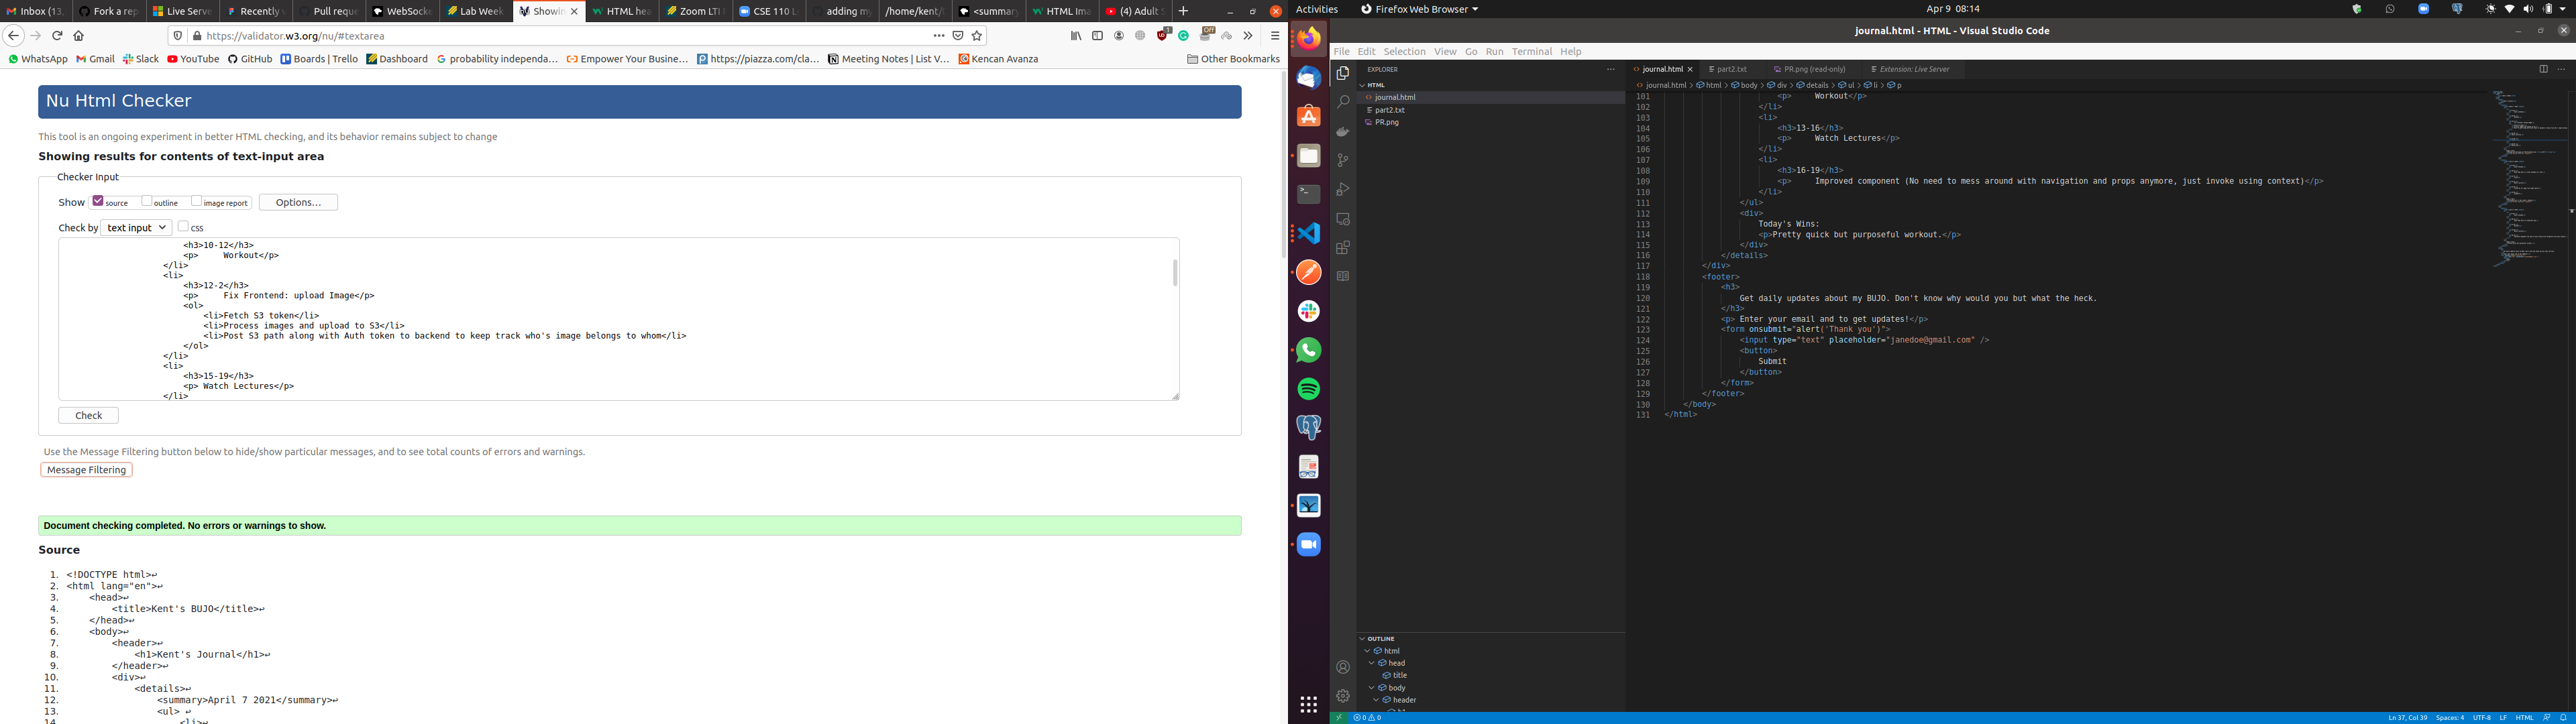 Inbox (13,
Fork a rep
Live Serve
Recently v
Pull reque
WebSocke
Lab Week
Showin
HTML hea
Zoom LTI
CSE 110 L
adding my
/home/kent/
<summary
HTML Ima
(4) Adult S
https://validator.w3.org/nu/#textarea
WhatsApp Gmail Slack YouTube GitHub Boards | Trello Dashboard probability independa… Empower Your Busine… https://piazza.com/cla… Meeting Notes | List V… Kencan Avanza Other Bookmarks
Nu Html Checker
This tool is an ongoing experiment in better HTML checking, and its behavior remains subject to change
Showing results for contents of text-input area
Checker Input
Show source outline image report Options…
Check by text input css
<h3>10-12</h3>
<p>     Workout</p>
</li>
<li>
<h3>12-2</h3>
<p>     Fix Frontend: upload Image</p>
<ol>
<li>Fetch S3 token</li>
<li>Process images and upload to S3</li>
<li>Post S3 path along with Auth token to backend to keep track who's image belongs to whom</li>
</ol>
</li>
<li>
<h3>15-19</h3>
<p> Watch Lectures</p>
</li>
Check
Use the Message Filtering button below to hide/show particular messages, and to see total counts of errors and warnings.
Message Filtering
Document checking completed. No errors or warnings to show.
Source
1. <!DOCTYPE html>↩
2. <html lang="en">↩
3. <head>↩
4. <title>Kent's BUJO</title>↩
5. </head>↩
6. <body>↩
7. <header>↩
8. <h1>Kent's Journal</h1>↩
9. </header>↩
10. <div>↩
11. <details>↩
12. <summary>April 7 2021</summary>↩
13. <ul> ↩
14. <li>↩
Activities Firefox Web Browser Apr 9 08:14
journal.html - HTML - Visual Studio Code
File Edit Selection View Go Run Terminal Help
EXPLORER
HTML
journal.html
part2.txt
PR.png
journal.html part2.txt PR.png (read-only) Extension: Live Server
journal.html > html > body > div > details > ul > li > p
101 <p>     Workout</p>
102 </li>
103 <li>
104 <h3>13-16</h3>
105 <p>     Watch Lectures</p>
106 </li>
107 <li>
108 <h3>16-19</h3>
109 <p>     Improved component (No need to mess around with navigation and props anymore, just invoke using context)</p>
110 </li>
111 </ul>
112 <div>
113 Today's Wins:
114 <p>Pretty quick but purposeful workout.</p>
115 </div>
116 </details>
117 </div>
118 <footer>
119 <h3>
120 Get daily updates about my BUJO. Don't know why would you but what the heck.
121 </h3>
122 <p> Enter your email and to get updates!</p>
123 <form onsubmit="alert('Thank you')">
124 <input type="text" placeholder="janedoe@gmail.com" />
125 <button>
126 Submit
127 </button>
128 </form>
129 </footer>
130 </body>
131 </html>
OUTLINE
html
head
title
body
header
0 0 Ln 37, Col 39 Spaces: 4 UTF-8 LF HTML